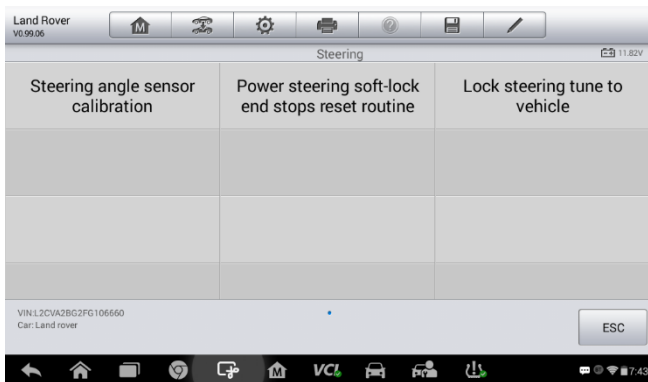 Land Rover
V0.99.06
M
Steering
11.82V
Steering angle sensor
calibration
Power steering soft-lock
end stops reset routine
Lock steering tune to
vehicle
VIN:L2CVA2BG2FG106660
Car: Land rover
ESC
M
VCI
7:43